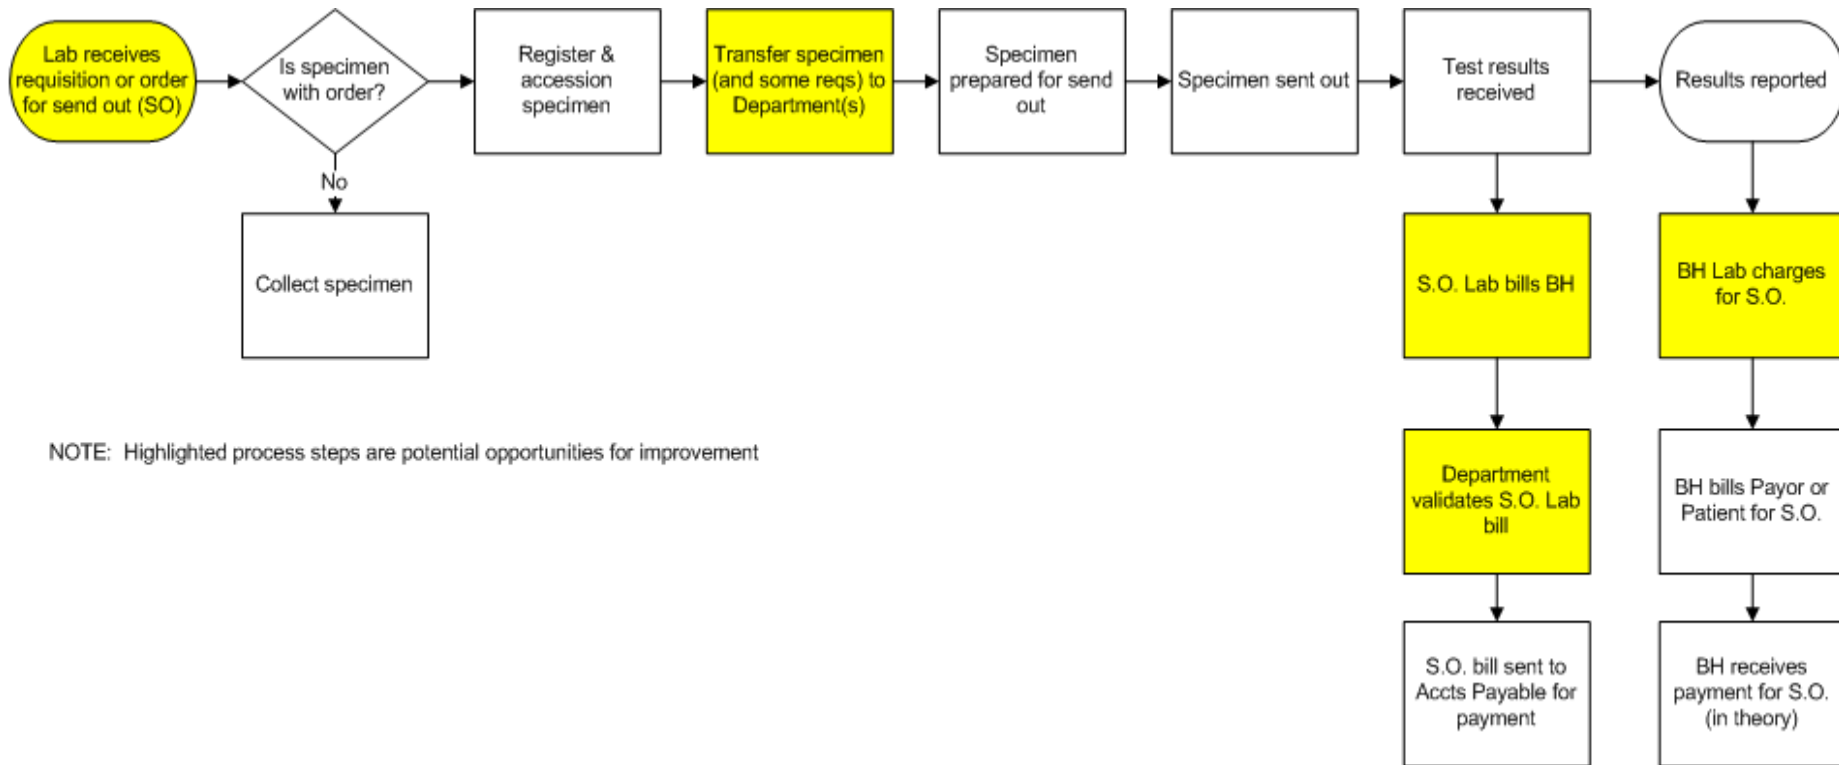 Lab receives
requisition or order
for send out (SO)
Is specimen
with order?
Register &
accession
specimen
Transfer specimen
(and some reqs) to
Department(s)
Specimen
prepared for send
out
Specimen sent out
Test results
received
Results reported
No
Collect specimen
S.O. Lab bills BH
BH Lab charges
for S.O.
NOTE: Highlighted process steps are potential opportunities for improvement
Department
validates S.O. Lab
bill
BH bills Payor or
Patient for S.O.
S.O. bill sent to
Accts Payable for
payment
BH receives
payment for S.O.
(in theory)